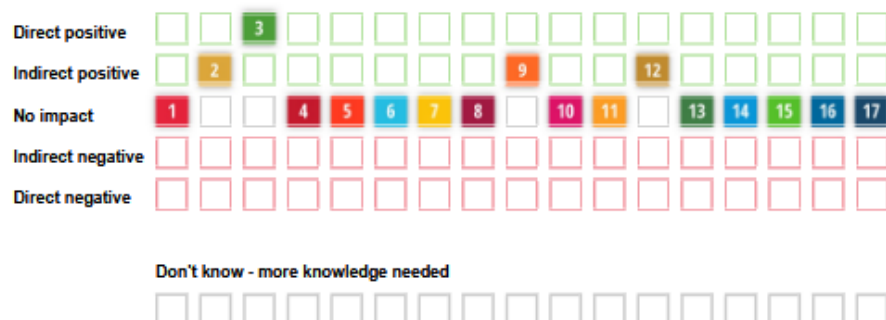 Direct positive 3
Indirect positive 2 9 12
No impact 1 4 5 6 7 8 10 11 13 14 15 16 17
Indirect negative
Direct negative
Don't know - more knowledge needed